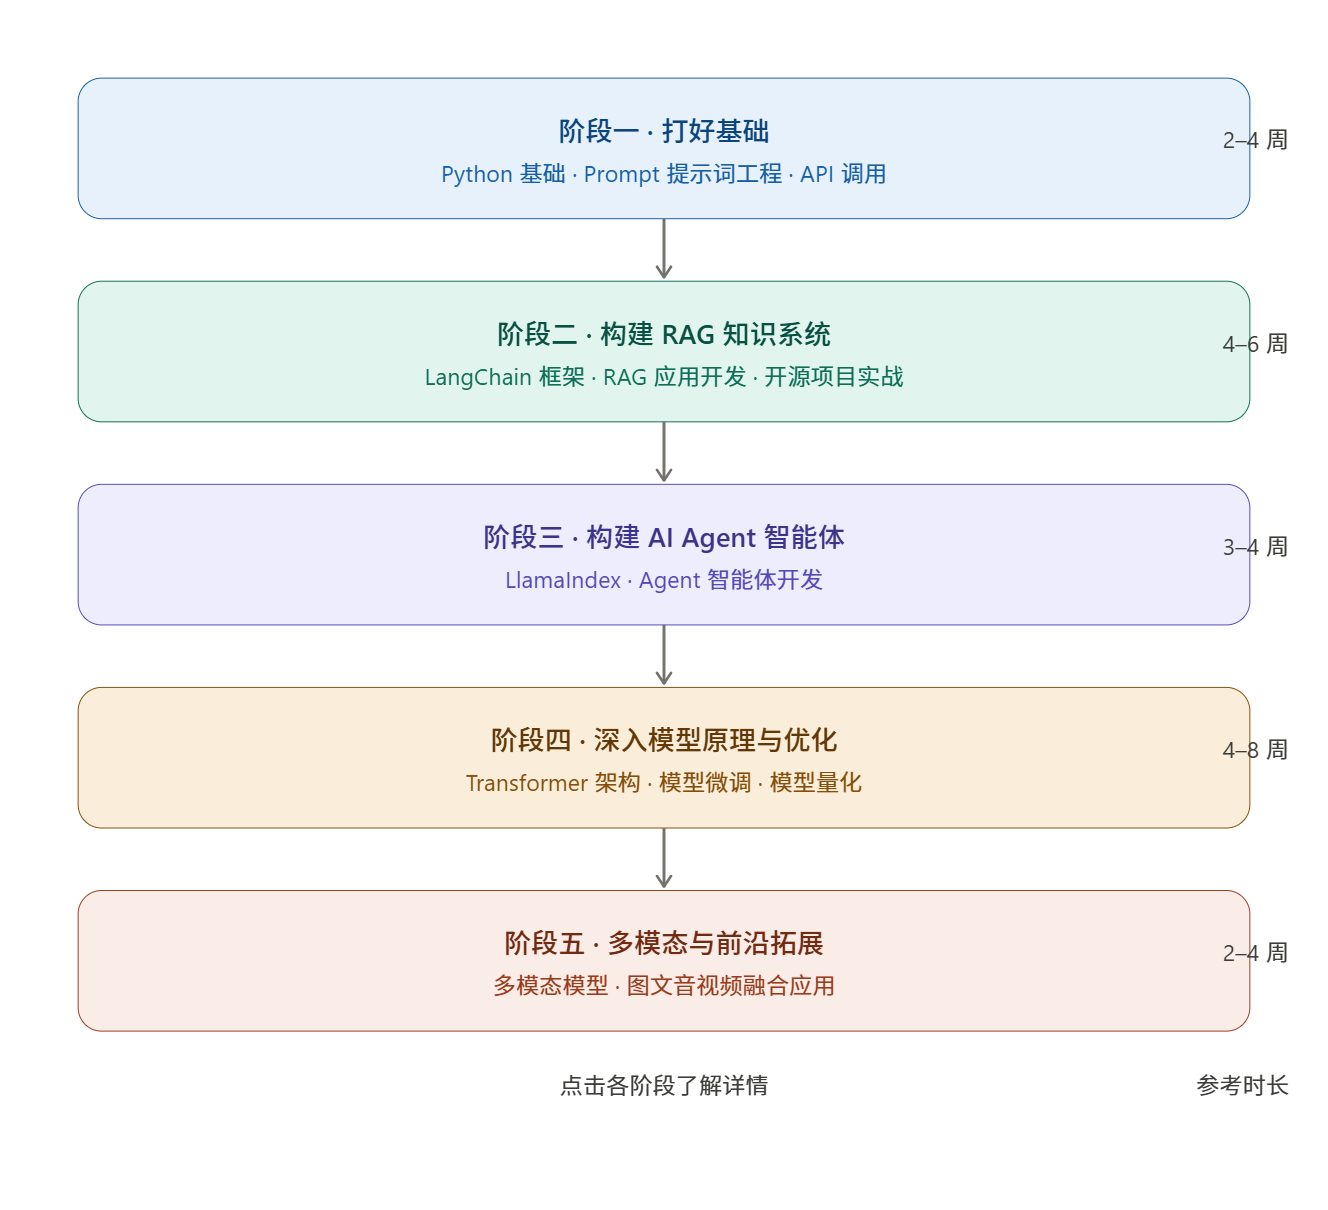 阶段一 · 打好基础
2–4 周
Python 基础 · Prompt 提示词工程 · API 调用
阶段二 · 构建 RAG 知识系统
4–6 周
LangChain 框架 · RAG 应用开发 · 开源项目实战
阶段三 · 构建 AI Agent 智能体
3–4 周
LlamaIndex · Agent 智能体开发
阶段四 · 深入模型原理与优化
4–8 周
Transformer 架构 · 模型微调 · 模型量化
阶段五 · 多模态与前沿拓展
2–4 周
多模态模型 · 图文音视频融合应用
点击各阶段了解详情
参考时长